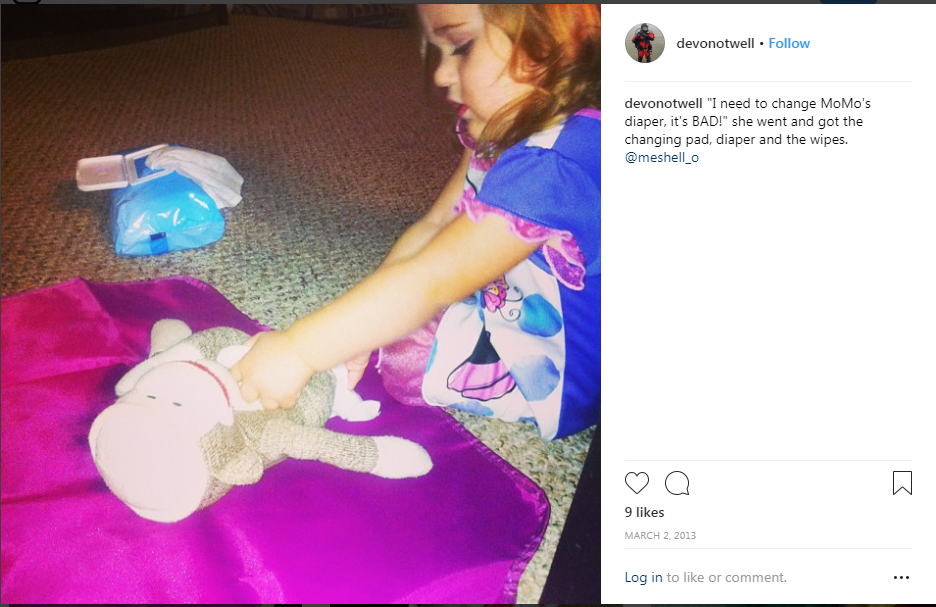 devonotwell • Follow
devonotwell "I need to change MoMo's
diaper, it's BAD!" she went and got the
changing pad, diaper and the wipes.
@meshell_o
9 likes
MARCH 2, 2013
Log in to like or comment.